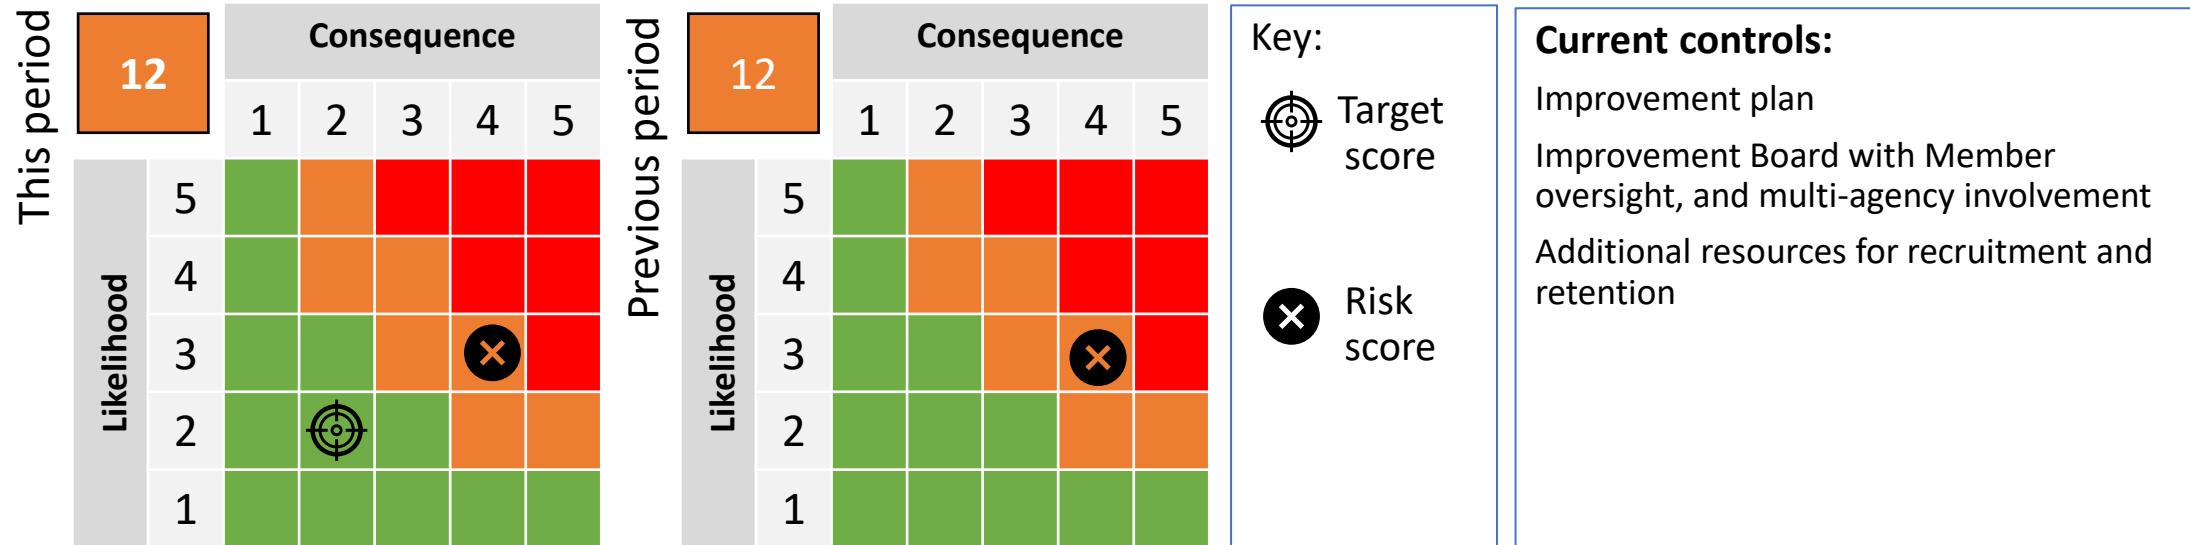 This period
12
Consequence
1 2 3 4 5
Likelihood
5
4
3
2
1
Previous period
12
Consequence
1 2 3 4 5
Likelihood
5
4
3
2
1
Key:
Target
score
Risk
score
Current controls:
Improvement plan
Improvement Board with Member
oversight, and multi-agency involvement
Additional resources for recruitment and
retention